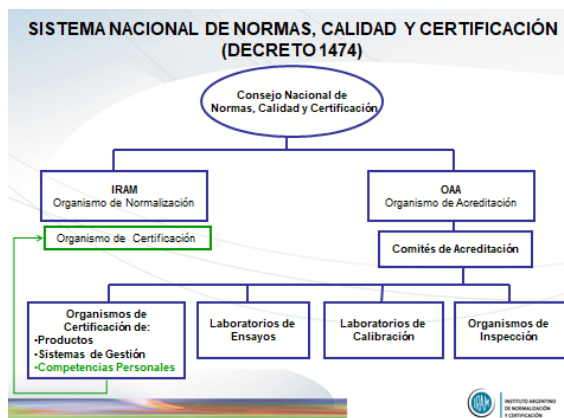 SISTEMA NACIONAL DE NORMAS, CALIDAD Y CERTIFICACIÓN
(DECRETO 1474)
Consejo Nacional de
Normas, Calidad y Certificación
IRAM
Organismo de Normalización
OAA
Organismo de Acreditación
Organismo de Certificación
Comités de Acreditación
Organismos de
Certificación de:
•Productos
•Sistemas de Gestión
•Competencias Personales
Laboratorios de
Ensayos
Laboratorios de
Calibración
Organismos de
Inspección
IRAM
INSTITUTO ARGENTINO
DE NORMALIZACIÓN
Y CERTIFICACIÓN